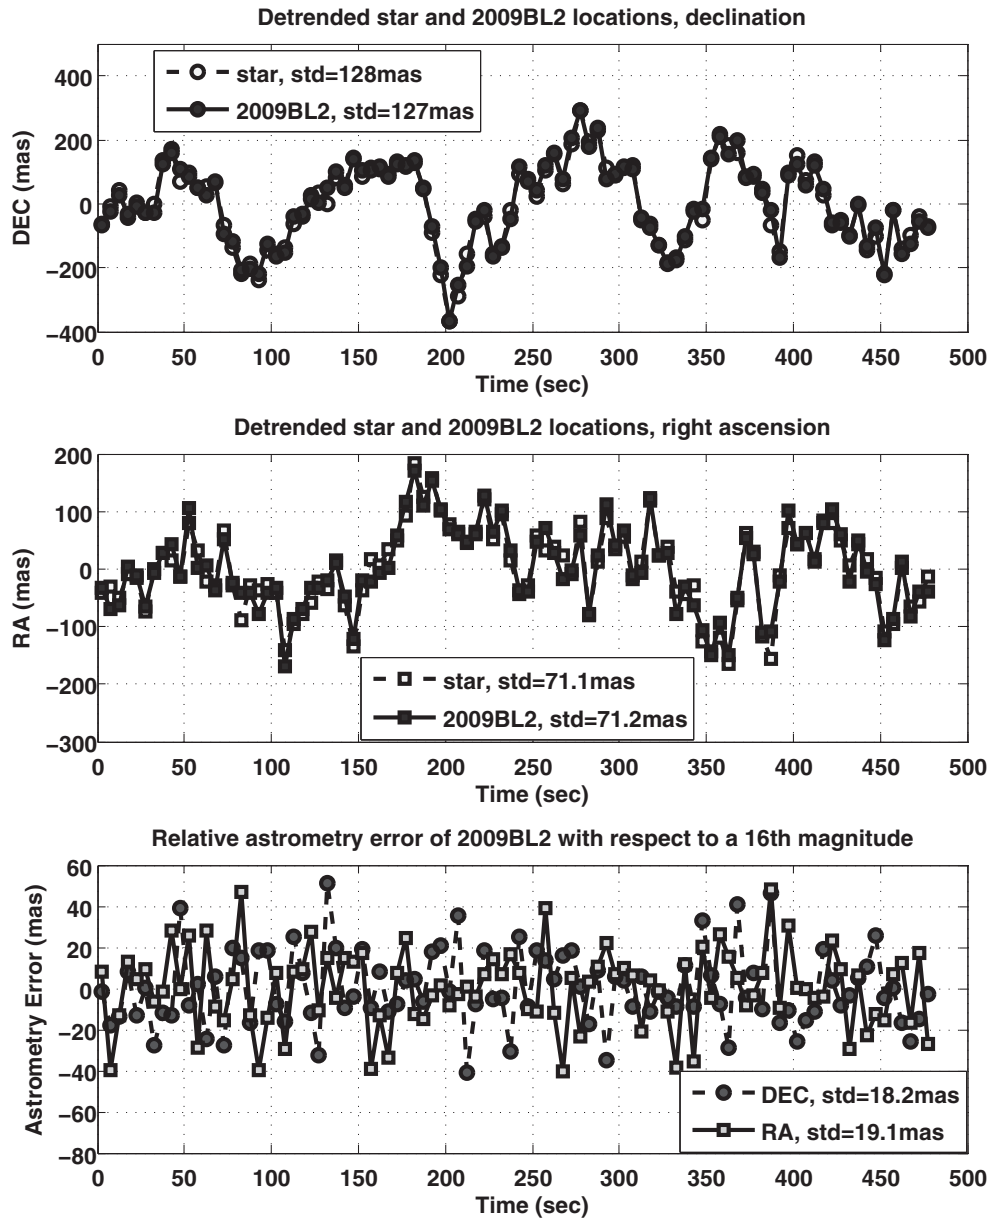 Detrended star and 2009BL2 locations, declination
star, std=128mas
2009BL2, std=127mas
DEC (mas)
400
200
0
−200
−400
0 50 100 150 200 250 300 350 400 450 500
Time (sec)
Detrended star and 2009BL2 locations, right ascension
star, std=71.1mas
2009BL2, std=71.2mas
RA (mas)
200
100
0
−100
−200
−300
0 50 100 150 200 250 300 350 400 450 500
Time (sec)
Relative astrometry error of 2009BL2 with respect to a 16th magnitude
DEC, std=18.2mas
RA, std=19.1mas
Astrometry Error (mas)
60
40
20
0
−20
−40
−60
−80
0 50 100 150 200 250 300 350 400 450 500
Time (sec)